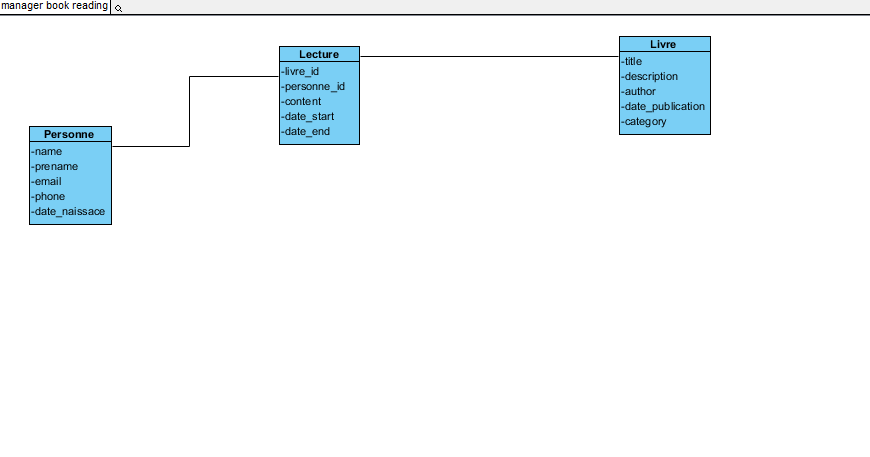 manager book reading
Personne
-name
-prename
-email
-phone
-date_naissace
Lecture
-livre_id
-personne_id
-content
-date_start
-date_end
Livre
-title
-description
-author
-date_publication
-category